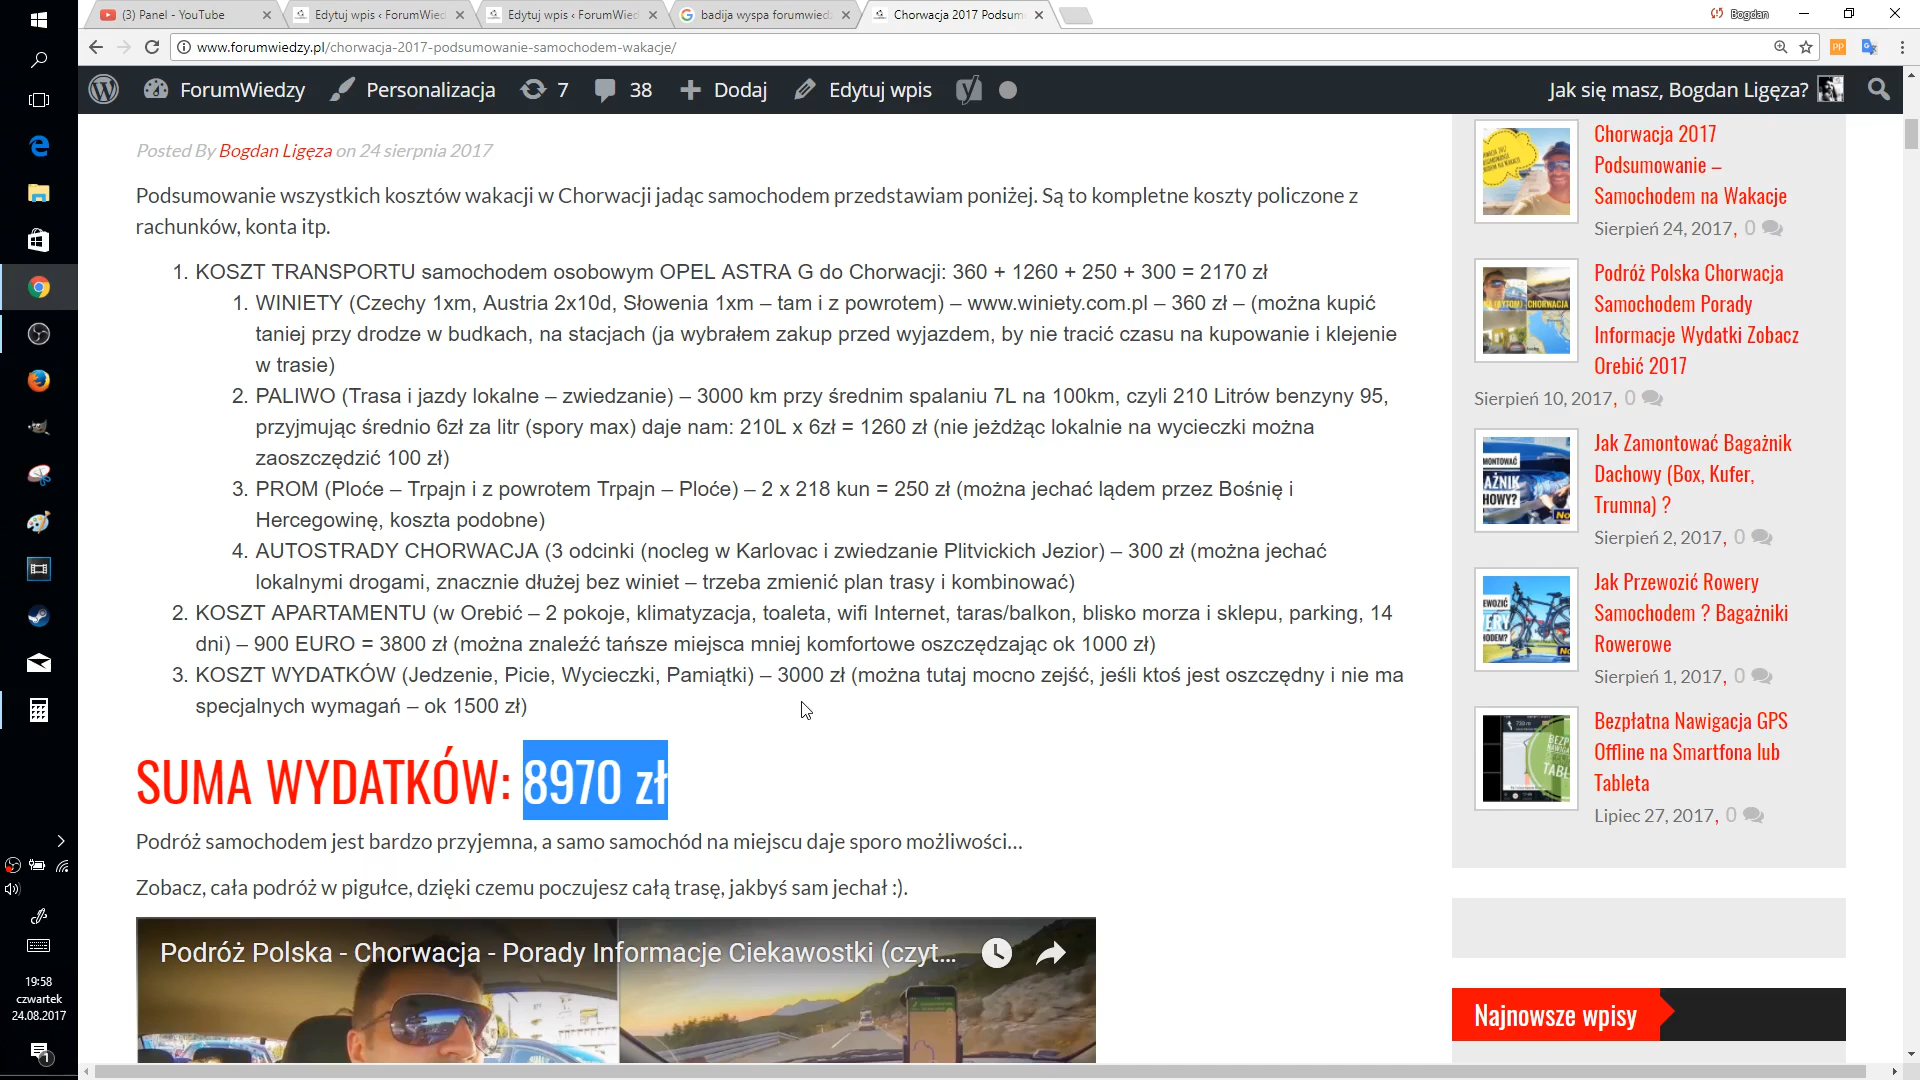 (3) Panel - YouTube
Edytuj wpis ‹ ForumWied
Edytuj wpis ‹ ForumWied
badija wyspa forumwied
Chorwacja 2017 Podsum
Bogdan
www.forumwiedzy.pl/chorwacja-2017-podsumowanie-samochodem-wakacje/
PP
ForumWiedzy
Personalizacja
7
38
Dodaj
Edytuj wpis
Jak się masz, Bogdan Ligęza?
Posted By Bogdan Ligęza on 24 sierpnia 2017
Podsumowanie wszystkich kosztów wakacji w Chorwacji jadąc samochodem przedstawiam poniżej. Są to kompletne koszty policzone z
rachunków, konta itp.
1. KOSZT TRANSPORTU samochodem osobowym OPEL ASTRA G do Chorwacji: 360 + 1260 + 250 + 300 = 2170 zł
1. WINIETY (Czechy 1xm, Austria 2x10d, Słowenia 1xm – tam i z powrotem) – www.winiety.com.pl – 360 zł – (można kupić
taniej przy drodze w budkach, na stacjach (ja wybrałem zakup przed wyjazdem, by nie tracić czasu na kupowanie i klejenie
w trasie)
2. PALIWO (Trasa i jazdy lokalne – zwiedzanie) – 3000 km przy średnim spalaniu 7L na 100km, czyli 210 Litrów benzyny 95,
przyjmując średnio 6zł za litr (spory max) daje nam: 210L x 6zł = 1260 zł (nie jeżdżąc lokalnie na wycieczki można
zaoszczędzić 100 zł)
3. PROM (Ploće – Trpajn i z powrotem Trpajn – Ploće) – 2 x 218 kun = 250 zł (można jechać lądem przez Bośnię i
Hercegowinę, koszta podobne)
4. AUTOSTRADY CHORWACJA (3 odcinki (nocleg w Karlovac i zwiedzanie Plitvickich Jezior) – 300 zł (można jechać
lokalnymi drogami, znacznie dłużej bez winiet – trzeba zmienić plan trasy i kombinować)
2. KOSZT APARTAMENTU (w Orebić – 2 pokoje, klimatyzacja, toaleta, wifi Internet, taras/balkon, blisko morza i sklepu, parking, 14
dni) – 900 EURO = 3800 zł (można znaleźć tańsze miejsca mniej komfortowe oszczędzając ok 1000 zł)
3. KOSZT WYDATKÓW (Jedzenie, Picie, Wycieczki, Pamiątki) – 3000 zł (można tutaj mocno zejść, jeśli ktoś jest oszczędny i nie ma
specjalnych wymagań – ok 1500 zł)
SUMA WYDATKÓW: 8970 zł
Podróż samochodem jest bardzo przyjemna, a samo samochód na miejscu daje sporo możliwości…
Zobacz, cała podróż w pigułce, dzięki czemu poczujesz całą trasę, jakbyś sam jechał :).
Podróż Polska - Chorwacja - Porady Informacje Ciekawostki (czyt...
Chorwacja 2017
Podsumowanie –
Samochodem na Wakacje
Sierpień 24, 2017, 0
Podróż Polska Chorwacja
Samochodem Porady
Informacje Wydatki Zobacz
Orebić 2017
Sierpień 10, 2017, 0
Jak Zamontować Bagażnik
Dachowy (Box, Kufer,
Trumna) ?
Sierpień 2, 2017, 0
Jak Przewozić Rowery
Samochodem ? Bagażniki
Rowerowe
Sierpień 1, 2017, 0
Bezpłatna Nawigacja GPS
Offline na Smartfona lub
Tableta
Lipiec 27, 2017, 0
Najnowsze wpisy
19:58
czwartek
24.08.2017
1